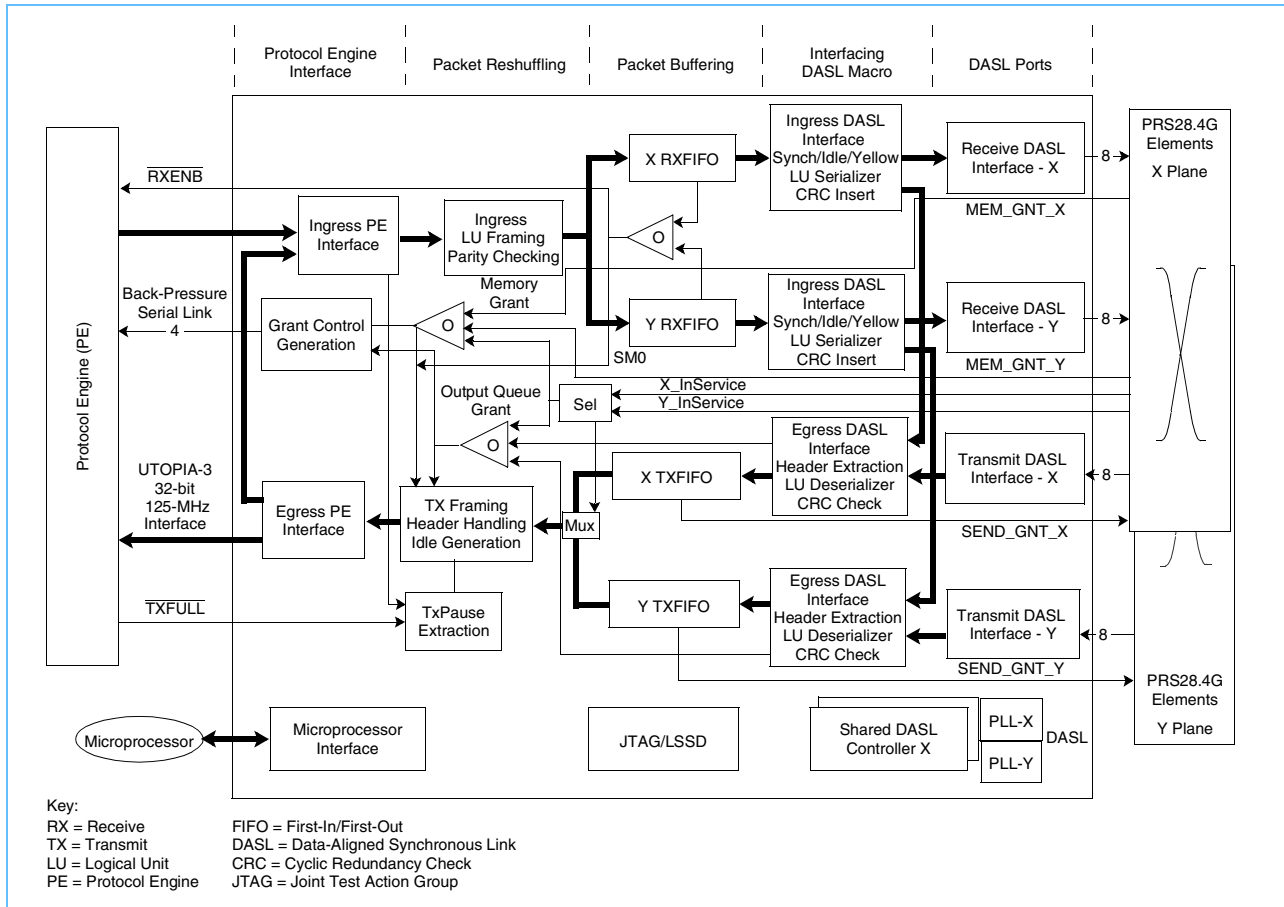 Protocol Engine
Interface
Packet Reshuffling
Packet Buffering
Interfacing
DASL Macro
DASL Ports
Protocol Engine (PE)
RXENB
Back-Pressure
Serial Link
4
UTOPIA-3
32-bit
125-MHz
Interface
TXFULL
Ingress PE
Interface
Ingress
LU Framing
Parity Checking
Grant Control
Generation
Memory
Grant
O
O
SM0
Output Queue
Grant
O
Sel
X RXFIFO
Y RXFIFO
Ingress DASL
Interface
Synch/Idle/Yellow
LU Serializer
CRC Insert
Receive DASL
Interface - X
8
MEM_GNT_X
Ingress DASL
Interface
Synch/Idle/Yellow
LU Serializer
CRC Insert
Receive DASL
Interface - Y
8
MEM_GNT_Y
X_InService
Y_InService
Egress PE
Interface
TX Framing
Header Handling
Idle Generation
Mux
X TXFIFO
Egress DASL
Interface
Header Extraction
LU Deserializer
CRC Check
Transmit DASL
Interface - X
8
SEND_GNT_X
TxPause
Extraction
Y TXFIFO
Egress DASL
Interface
Header Extraction
LU Deserializer
CRC Check
Transmit DASL
Interface - Y
8
SEND_GNT_Y
PRS28.4G
Elements
X Plane
PRS28.4G
Elements
Y Plane
Microprocessor
Microprocessor
Interface
JTAG/LSSD
Shared DASL
Controller X
PLL-X
PLL-Y
DASL
Key:
RX = Receive
TX = Transmit
LU = Logical Unit
PE = Protocol Engine
FIFO = First-In/First-Out
DASL = Data-Aligned Synchronous Link
CRC = Cyclic Redundancy Check
JTAG = Joint Test Action Group